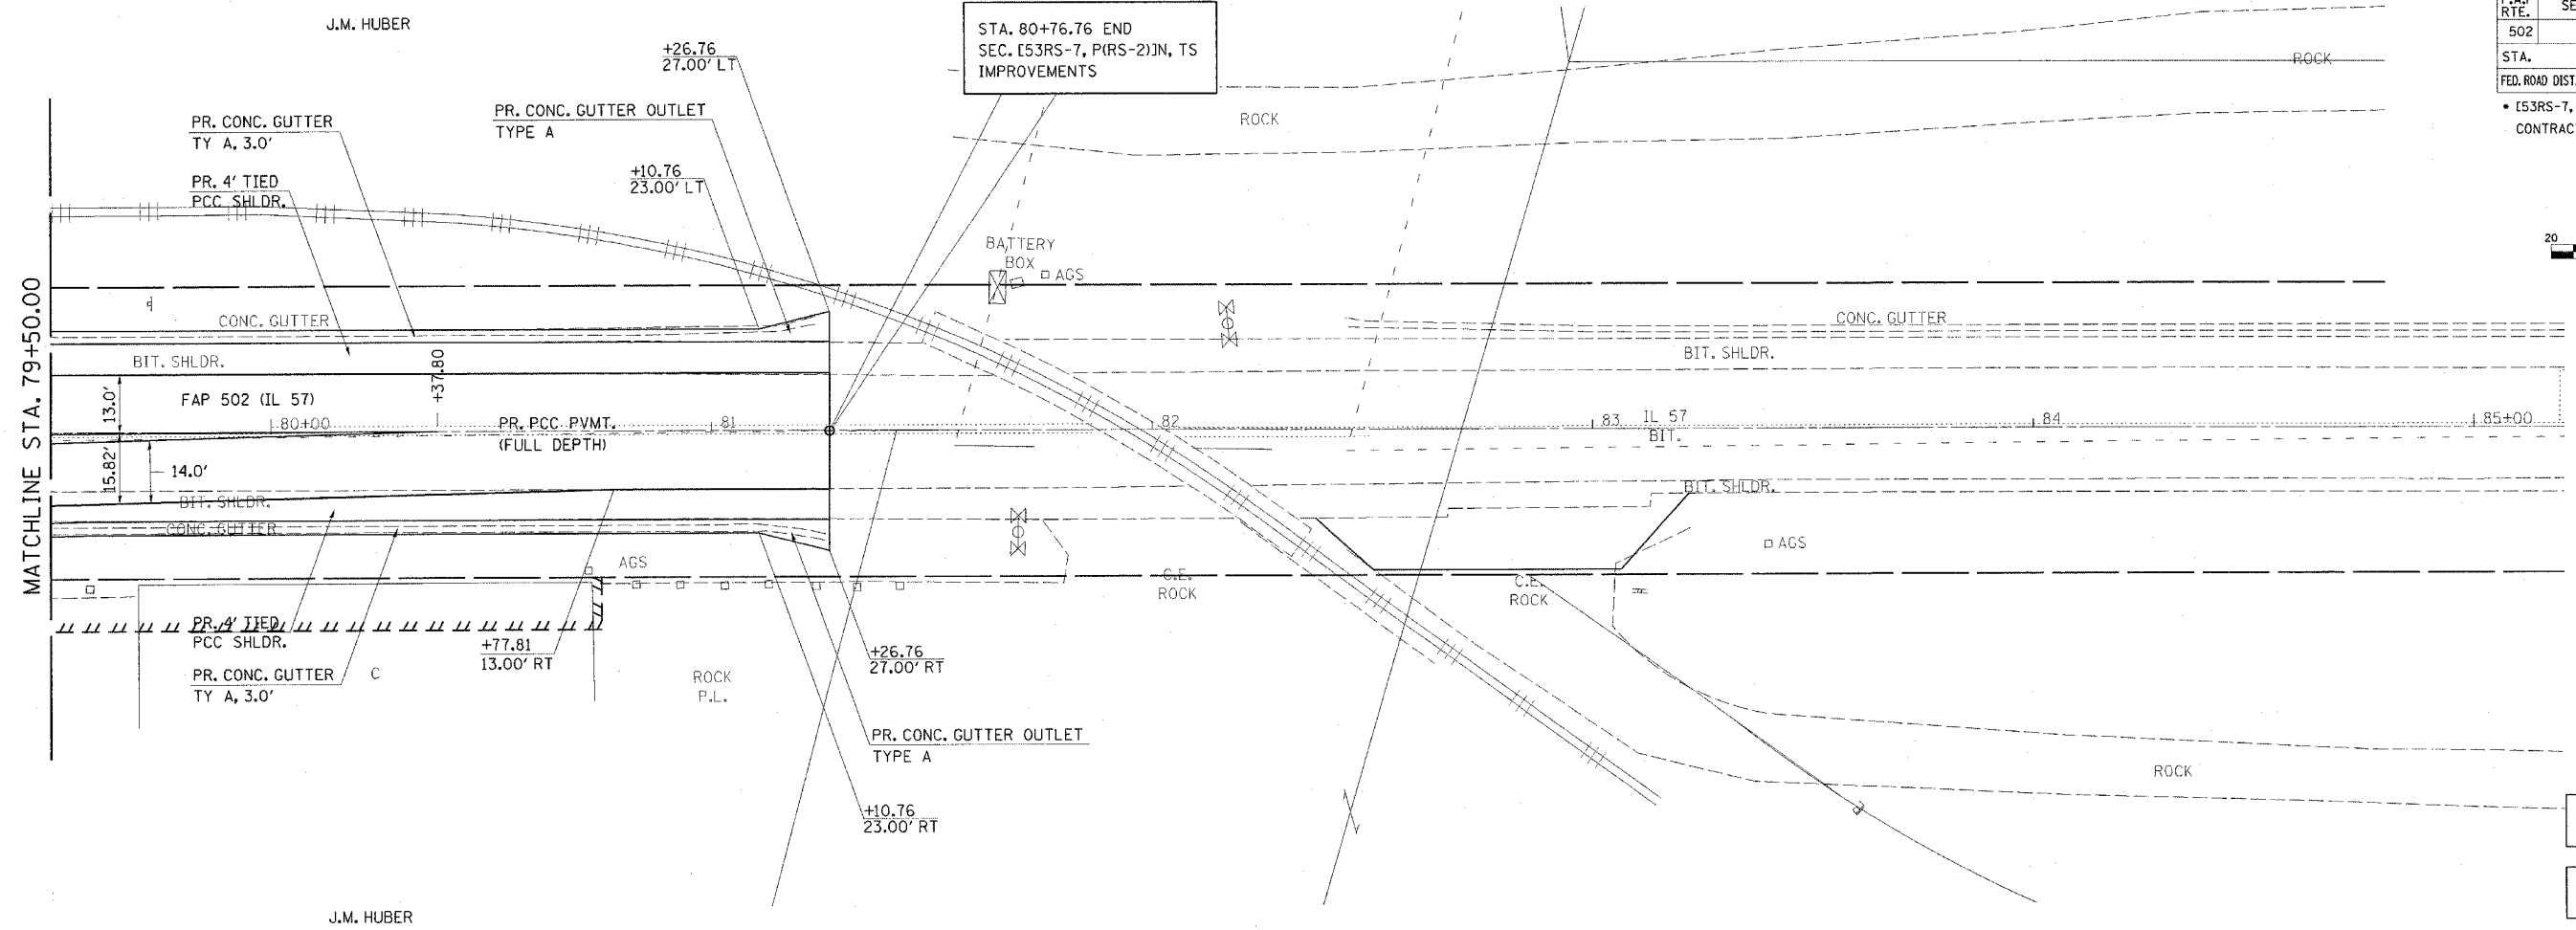 J.M. HUBER
STA. 80+76.76 END
SEC. [53RS-7, P(RS-2)]N, TS
IMPROVEMENTS
RTE.
502
STA.
FED. ROAD DIST.
• [53RS-7,
20
+26.76
27.00' LT
PR. CONC. GUTTER
TY A, 3.0'
PR. CONC. GUTTER OUTLET
TYPE A
ROCK
ROCK
PR. 4' TIED
PCC SHLDR.
+10.76
23.00' LT
BATTERY
BOX
AGS
MATCHLINE STA. 79+50.00
CONC. GUTTER
CONC. GUTTER
BIT. SHLDR.
BIT. SHLDR.
+37.80
13.0'
FAP 502 (IL 57)
80+00
PR. PCC PVMT.
(FULL DEPTH)
81
82
83
IL 57
BIT.
84
85+00
15.82'
14.0'
BIT. SHLDR.
BIT. SHLDR.
CONC. GUTTER
AGS
AGS
C.E.
ROCK
C.E.
ROCK
PR. 4' TIED
PCC SHLDR.
+77.81
13.00' RT
+26.76
27.00' RT
PR. CONC. GUTTER
TY A, 3.0'
C
ROCK
P.L.
PR. CONC. GUTTER OUTLET
TYPE A
ROCK
+10.76
23.00' RT
J.M. HUBER